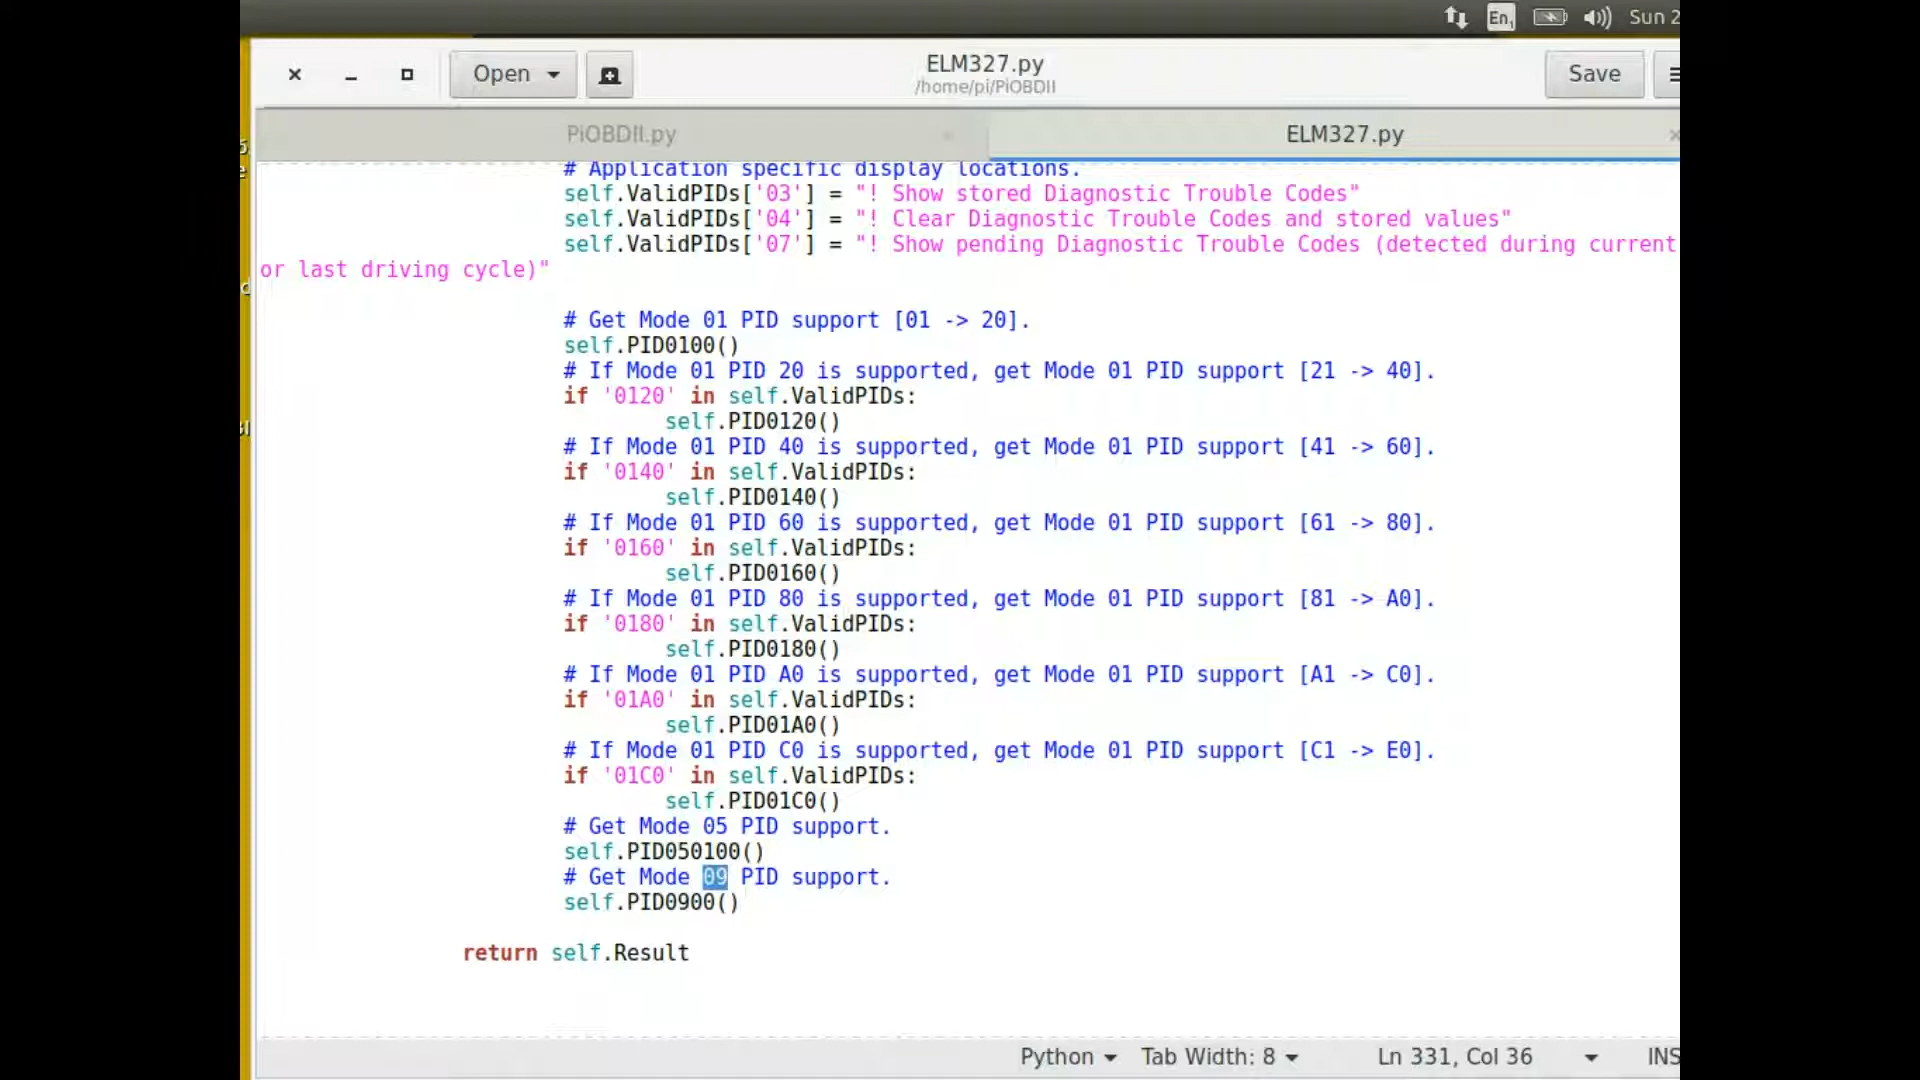 En1 Sun 2
Open ELM327.py Save
/home/pi/PiOBDII
PiOBDII.py ELM327.py
# Application specific display locations.
self.ValidPIDs['03'] = "! Show stored Diagnostic Trouble Codes"
self.ValidPIDs['04'] = "! Clear Diagnostic Trouble Codes and stored values"
self.ValidPIDs['07'] = "! Show pending Diagnostic Trouble Codes (detected during current
or last driving cycle)"
# Get Mode 01 PID support [01 -> 20].
self.PID0100()
# If Mode 01 PID 20 is supported, get Mode 01 PID support [21 -> 40].
if '0120' in self.ValidPIDs:
self.PID0120()
# If Mode 01 PID 40 is supported, get Mode 01 PID support [41 -> 60].
if '0140' in self.ValidPIDs:
self.PID0140()
# If Mode 01 PID 60 is supported, get Mode 01 PID support [61 -> 80].
if '0160' in self.ValidPIDs:
self.PID0160()
# If Mode 01 PID 80 is supported, get Mode 01 PID support [81 -> A0].
if '0180' in self.ValidPIDs:
self.PID0180()
# If Mode 01 PID A0 is supported, get Mode 01 PID support [A1 -> C0].
if '01A0' in self.ValidPIDs:
self.PID01A0()
# If Mode 01 PID C0 is supported, get Mode 01 PID support [C1 -> E0].
if '01C0' in self.ValidPIDs:
self.PID01C0()
# Get Mode 05 PID support.
self.PID050100()
# Get Mode 09 PID support.
self.PID0900()
return self.Result
Python Tab Width: 8 Ln 331, Col 36 INS